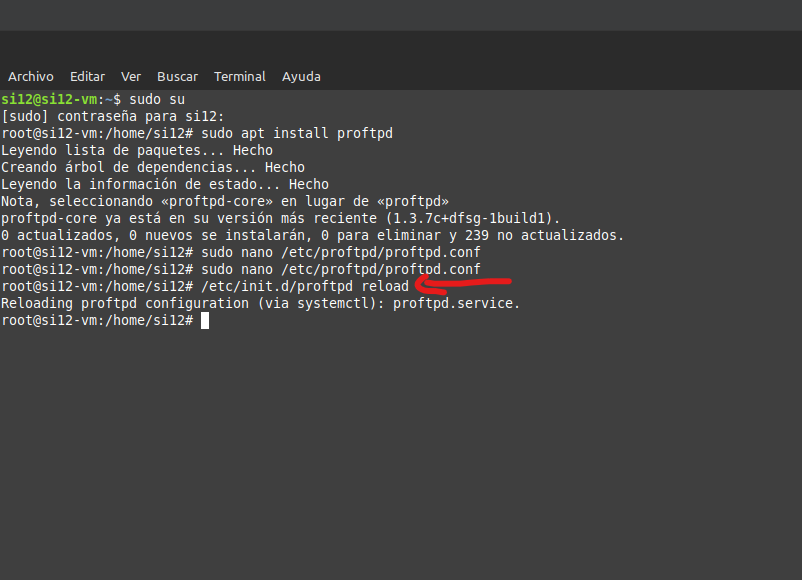 Archivo Editar Ver Buscar Terminal Ayuda
si12@si12-vm:~$ sudo su
[sudo] contraseña para si12:
root@si12-vm:/home/si12# sudo apt install proftpd
Leyendo lista de paquetes... Hecho
Creando árbol de dependencias... Hecho
Leyendo la información de estado... Hecho
Nota, seleccionando «proftpd-core» en lugar de «proftpd»
proftpd-core ya está en su versión más reciente (1.3.7c+dfsg-1build1).
0 actualizados, 0 nuevos se instalarán, 0 para eliminar y 239 no actualizados.
root@si12-vm:/home/si12# sudo nano /etc/proftpd/proftpd.conf
root@si12-vm:/home/si12# sudo nano /etc/proftpd/proftpd.conf
root@si12-vm:/home/si12# /etc/init.d/proftpd reload
Reloading proftpd configuration (via systemctl): proftpd.service.
root@si12-vm:/home/si12#